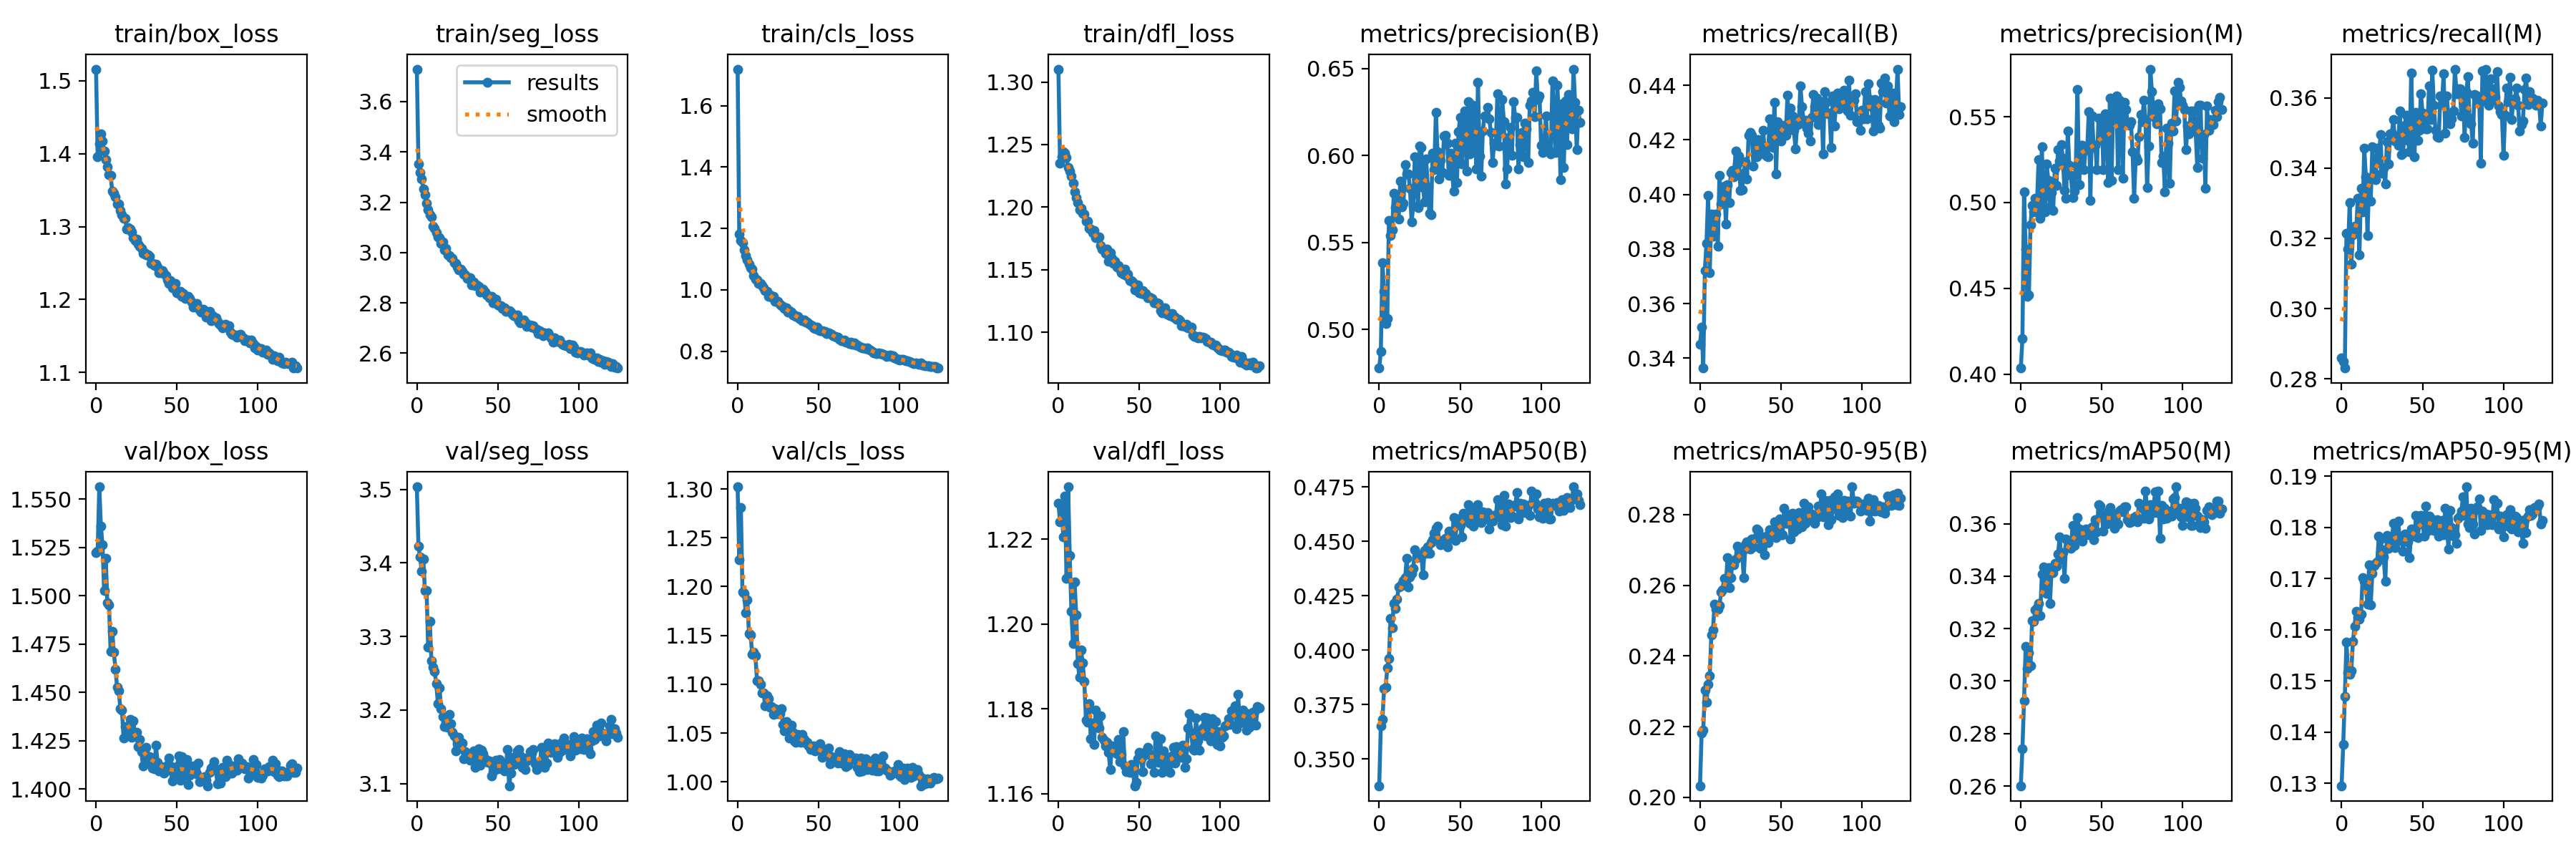 train/box_loss
train/seg_loss
train/cls_loss
train/dfl_loss
metrics/precision(B)
metrics/recall(B)
metrics/precision(M)
metrics/recall(M)
1.5
1.4
1.3
1.2
1.1
0 50 100
results
smooth
3.6
3.4
3.2
3.0
2.8
2.6
0 50 100
1.6
1.4
1.2
1.0
0.8
0 50 100
1.30
1.25
1.20
1.15
1.10
0 50 100
0.65
0.60
0.55
0.50
0 50 100
0.44
0.42
0.40
0.38
0.36
0.34
0 50 100
0.55
0.50
0.45
0.40
0 50 100
0.36
0.34
0.32
0.30
0.28
0 50 100
val/box_loss
val/seg_loss
val/cls_loss
val/dfl_loss
metrics/mAP50(B)
metrics/mAP50-95(B)
metrics/mAP50(M)
metrics/mAP50-95(M)
1.550
1.525
1.500
1.475
1.450
1.425
1.400
0 50 100
3.5
3.4
3.3
3.2
3.1
0 50 100
1.30
1.25
1.20
1.15
1.10
1.05
1.00
0 50 100
1.22
1.20
1.18
1.16
0 50 100
0.475
0.450
0.425
0.400
0.375
0.350
0 50 100
0.28
0.26
0.24
0.22
0.20
0 50 100
0.36
0.34
0.32
0.30
0.28
0.26
0 50 100
0.19
0.18
0.17
0.16
0.15
0.14
0.13
0 50 100